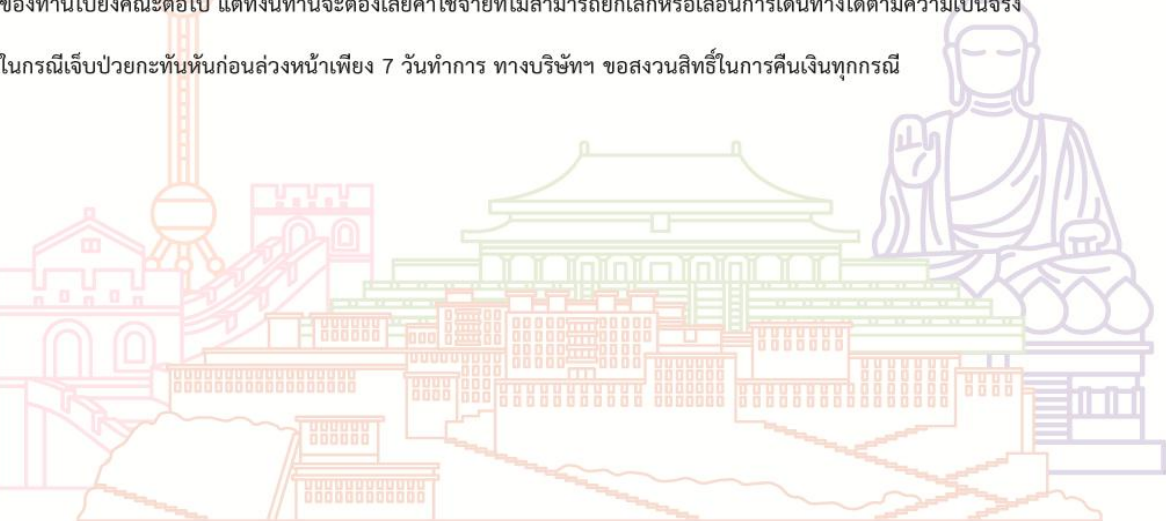 ของท่านไปยังคณะต่อไป แต่ทั้งนี้ท่านจะต้องเสียค่าใช้จ่ายที่ไม่สามารถยกเลิกหรือเลื่อนการเดินทางได้ตามความเป็นจริง
ในกรณีเจ็บป่วยกะทันหันก่อนล่วงหน้าเพียง 7 วันทำการ ทางบริษัทฯ ขอสงวนสิทธิ์ในการคืนเงินทุกกรณี